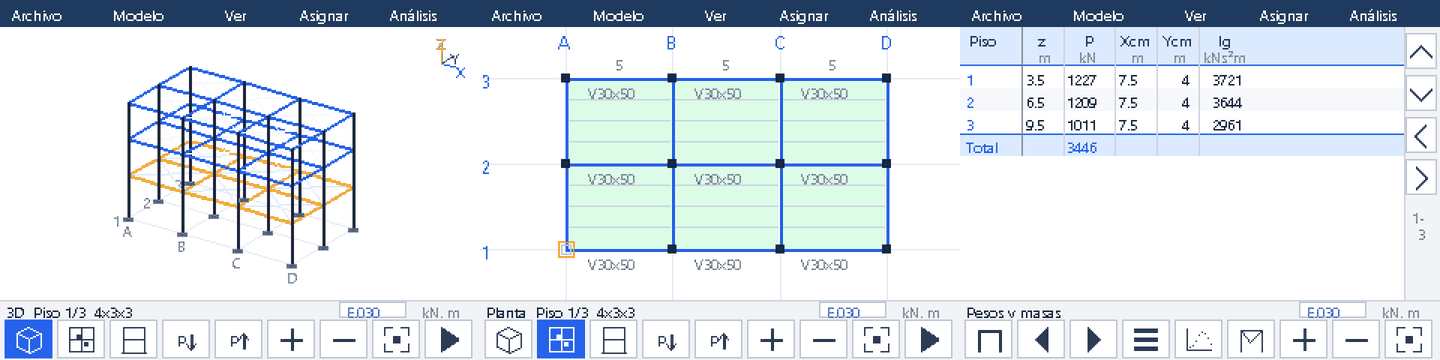 Archivo Modelo Ver Asignar Análisis
Z
Y
X
1
2
3
A
B
C
D
3D Piso 1/3 4x3x3
E.030
kN. m
P↓ P↑
Archivo Modelo Ver Asignar Análisis
A B C D
5 5 5
3
V30x50 V30x50 V30x50
2
V30x50 V30x50 V30x50
1
V30x50 V30x50 V30x50
Planta Piso 1/3 4x3x3
E.030
kN. m
P↓ P↑
Archivo Modelo Ver Asignar Análisis
Piso z P Xcm Ycm Ig
m kN m m kNs²m
1 3.5 1227 7.5 4 3721
2 6.5 1209 7.5 4 3644
3 9.5 1011 7.5 4 2961
Total 3446
1-
3
Pesos y masas
E.030
kN. m